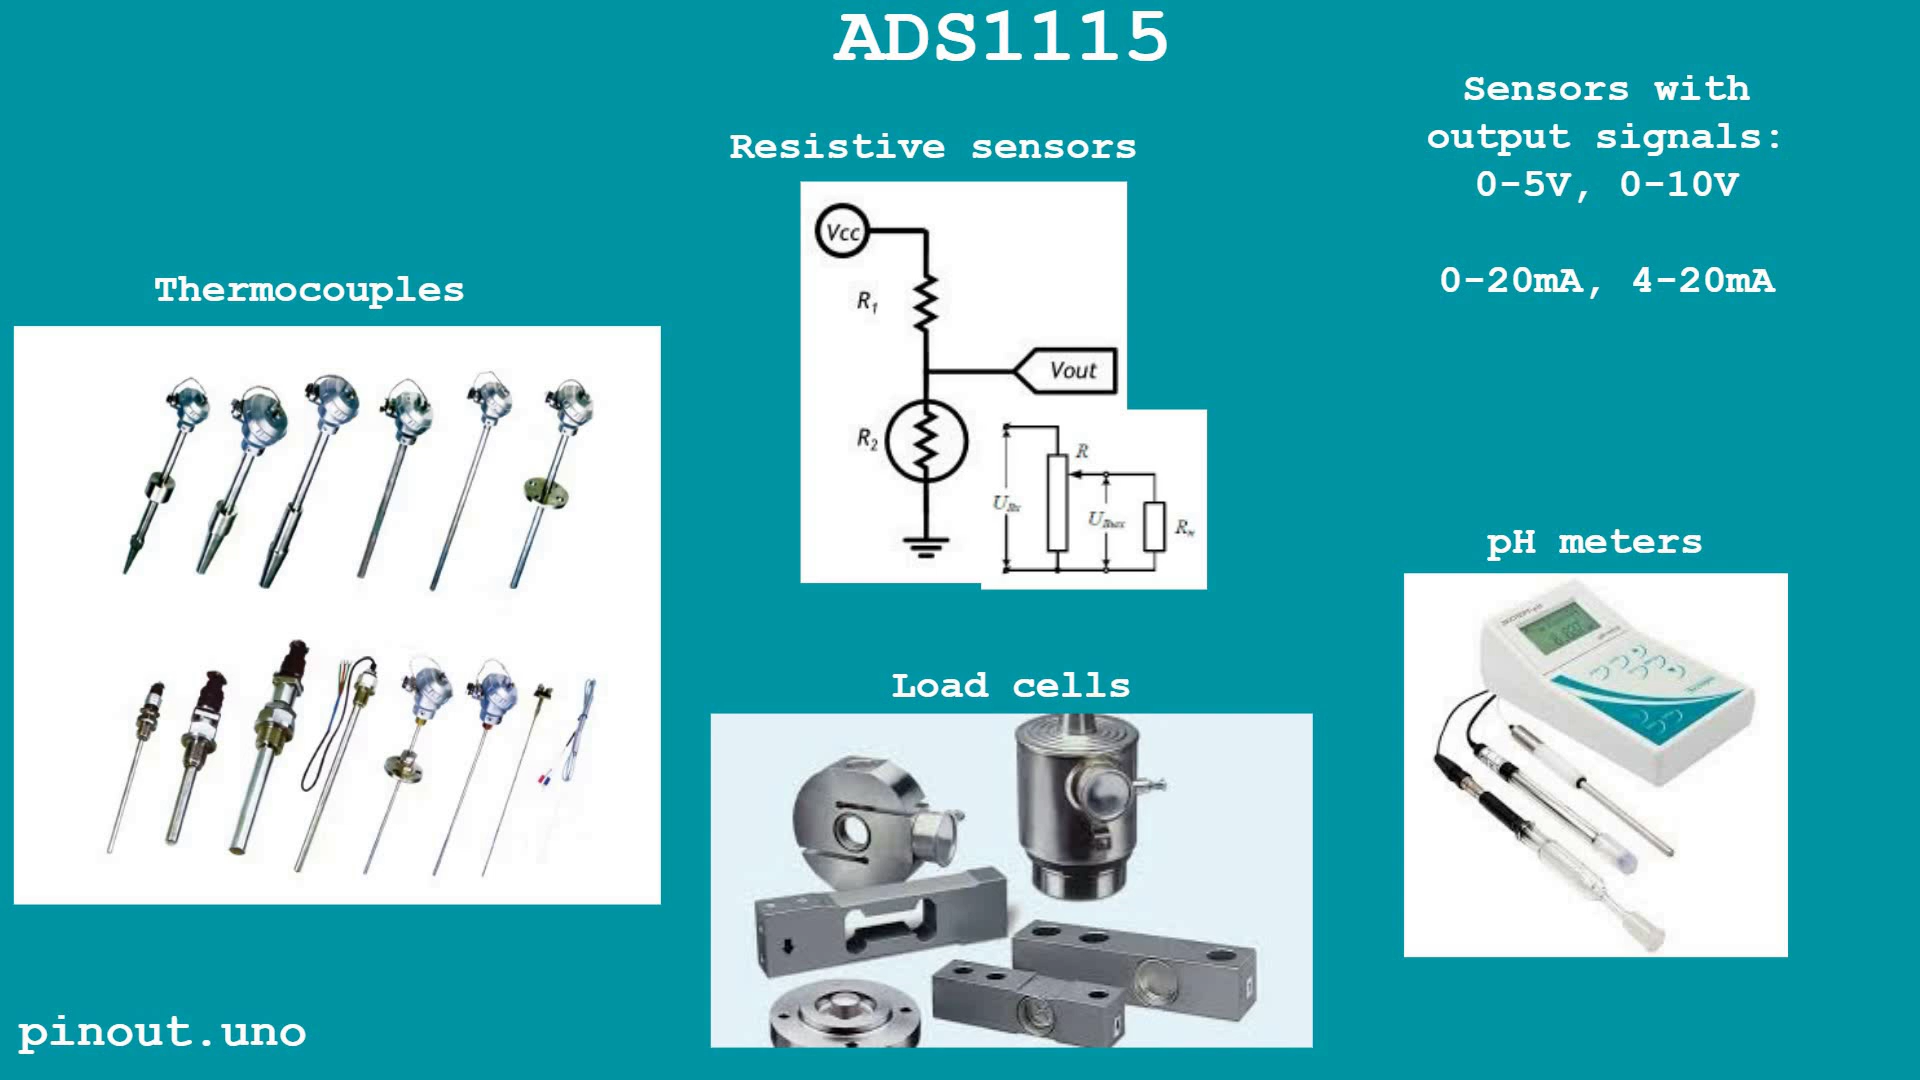 ADS1115
Sensors with
output signals:
0-5V, 0-10V
0-20mA, 4-20mA
Resistive sensors
Vcc
R1
Vout
R2
R
Thermocouples
pH meters
Load cells
pinout.uno